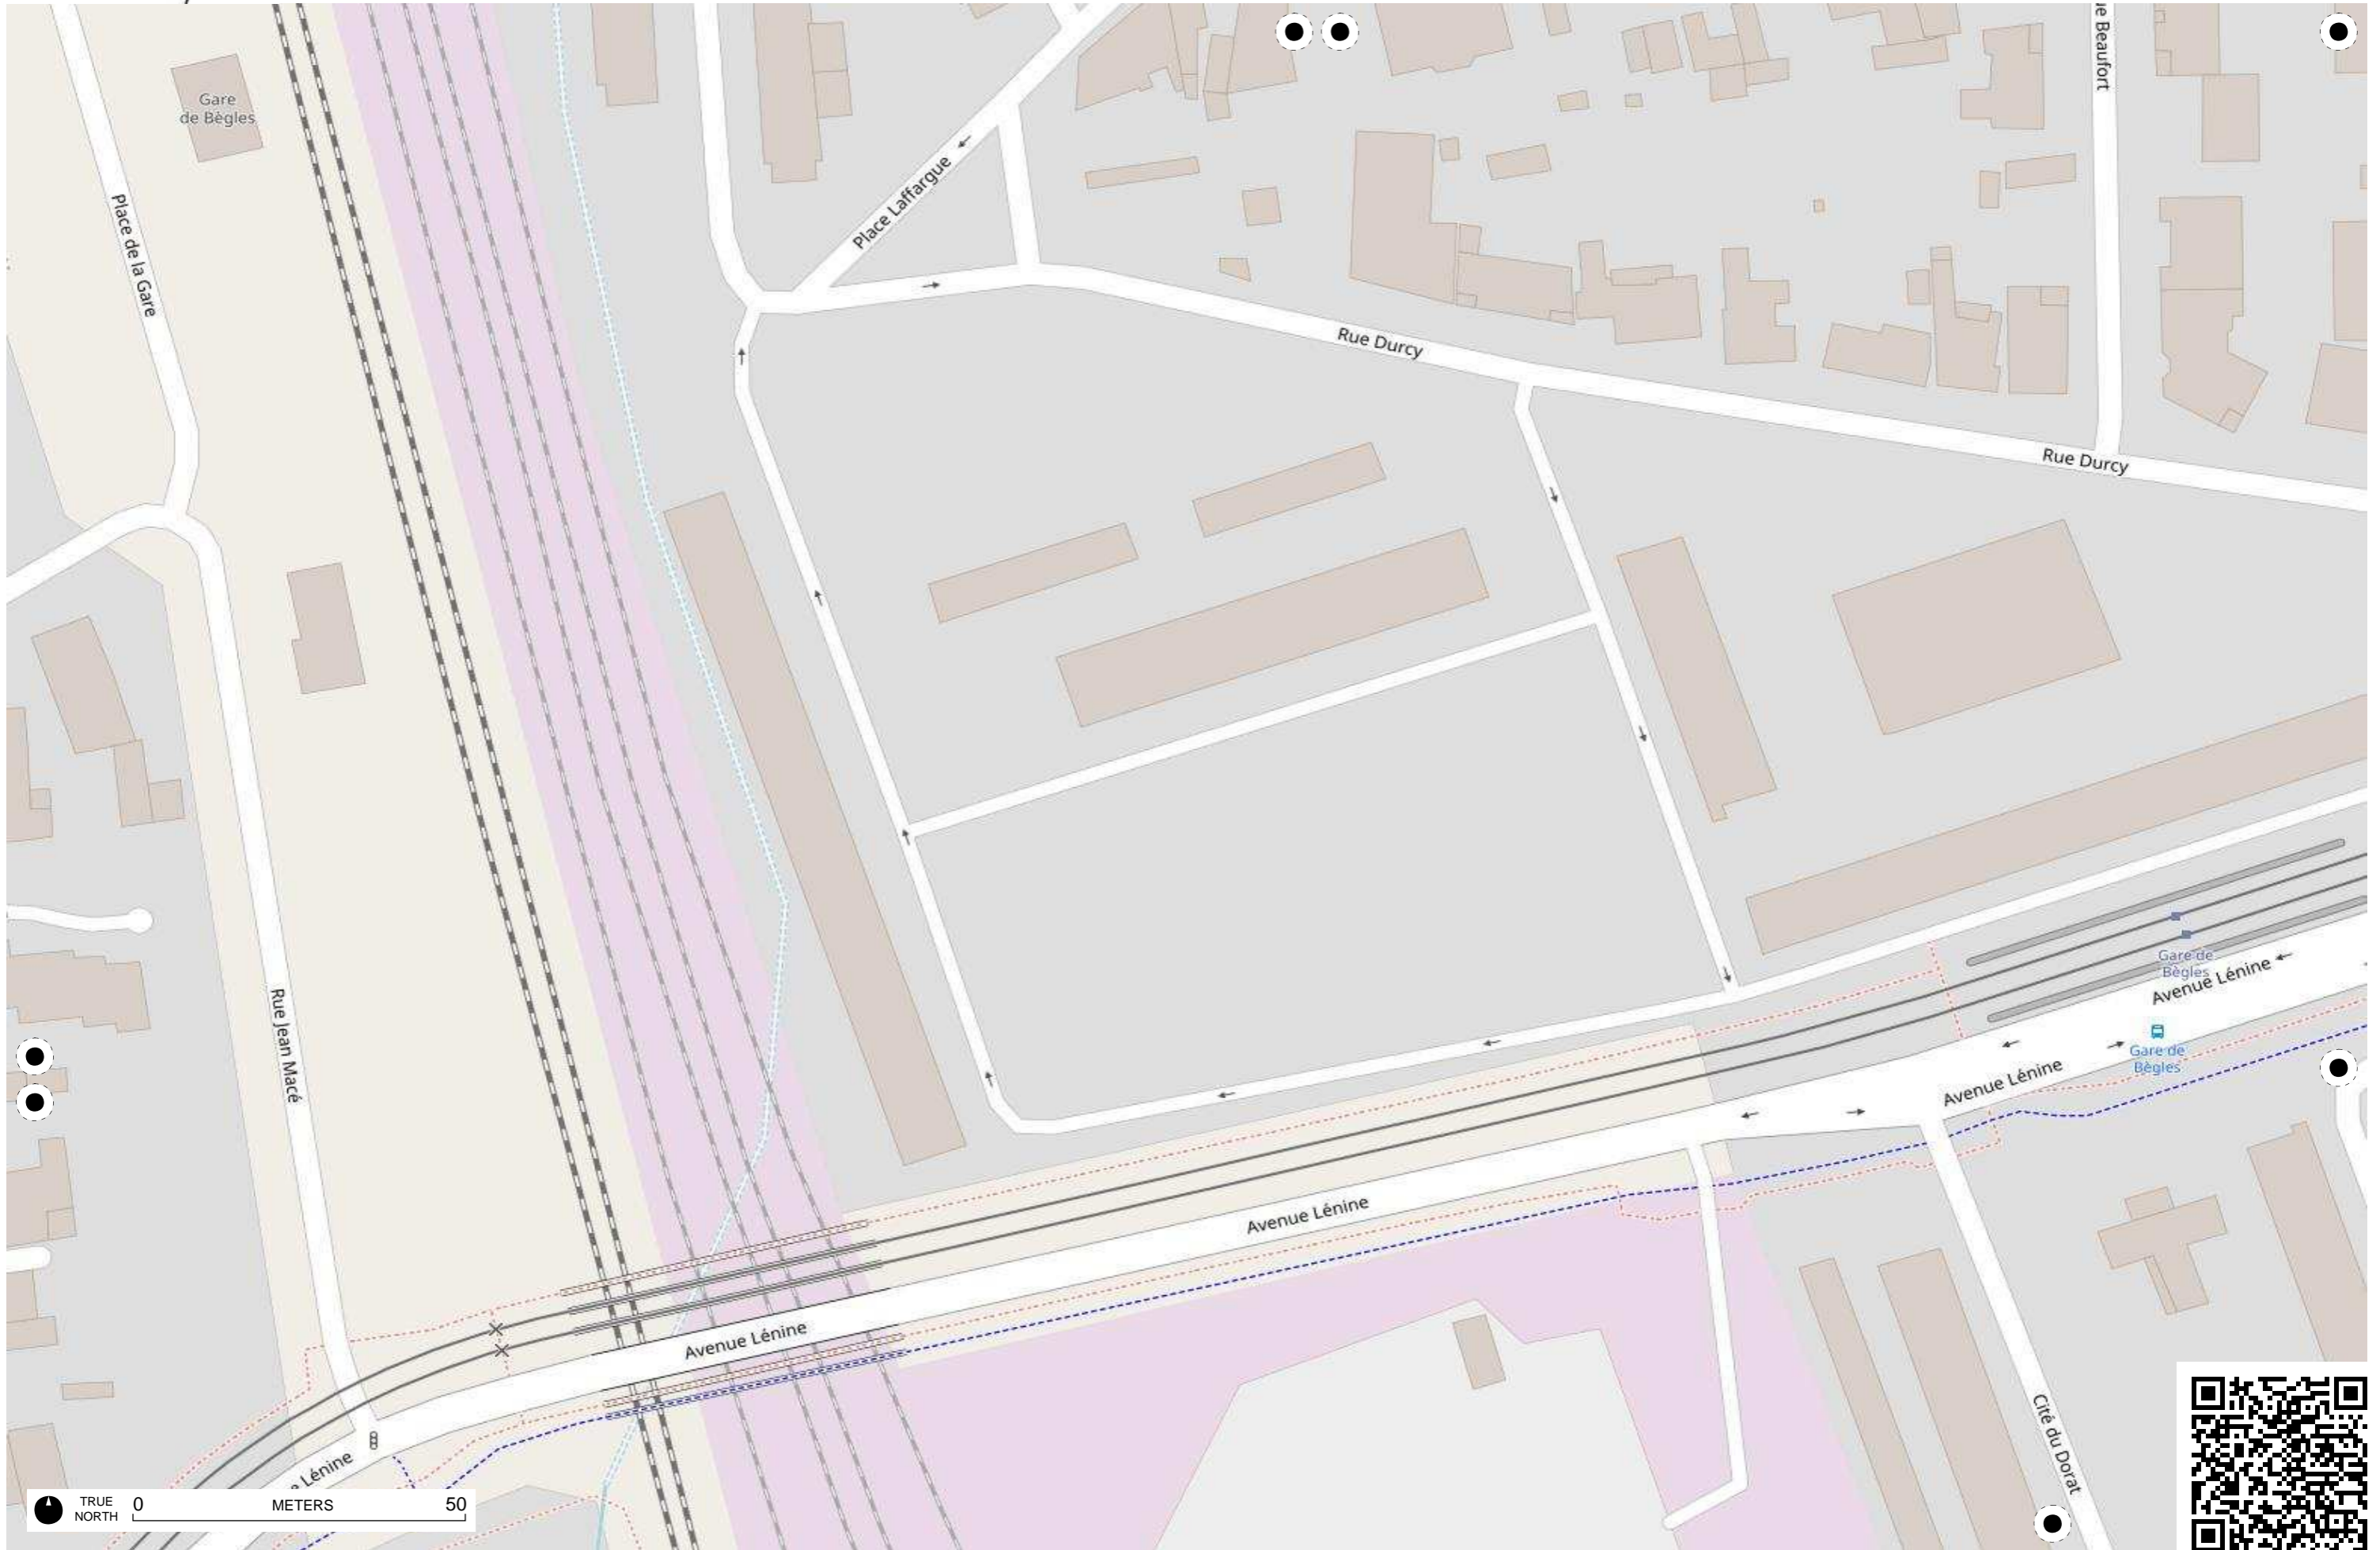 Gare
de Bègles
Place de la Gare
Place Laffargue
Beaufort
Rue Durcy
Rue Durcy
Rue Jean Macé
Gare de
Bègles
Avenue Lénine
Gare de
Bègles
Avenue Lénine
Avenue Lénine
Avenue Lénine
Lénine
Cité du Dorat
TRUE
NORTH
0 METERS 50